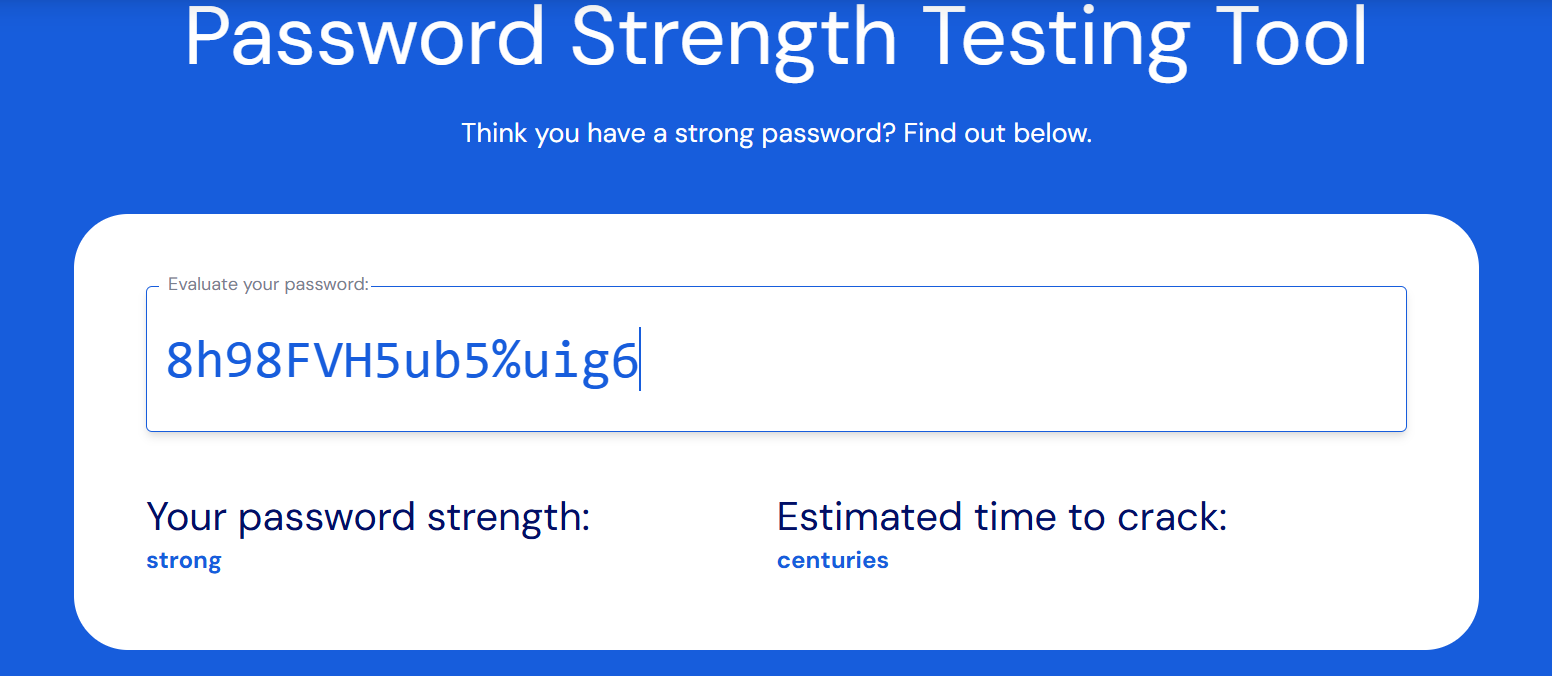 Password Strength Testing Tool
Think you have a strong password? Find out below.
Evaluate your password:
8h98FVH5ub5%uig6
Your password strength:
strong
Estimated time to crack:
centuries